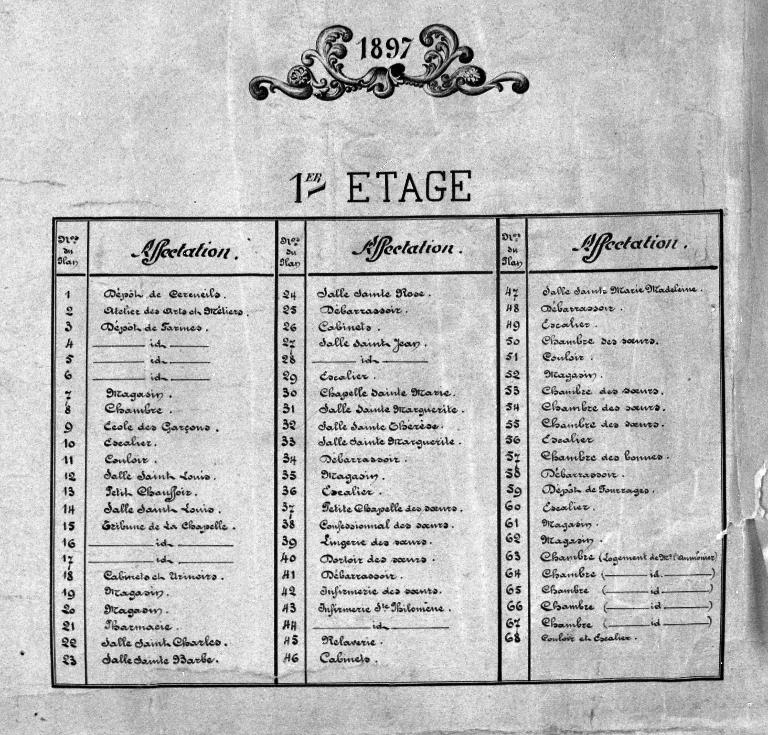 1897
1ER ETAGE
Nos du Plan
Affectation.
1 Dépôt de Cercueils.
2 Atelier des Arts et Métiers.
3 Dépôt de Farines.
4 —— id. ——
5 —— id. ——
6 —— id. ——
7 Magasin.
8 Chambre.
9 Ecole des Garçons.
10 Escalier.
11 Couloir.
12 Salle Saint Louis.
13 Petit Chauffoir.
14 Salle Saint Louis.
15 Tribune de La Chapelle.
16 —— id. ——
17 —— id. ——
18 Cabinets et Urinoirs.
19 Magasin.
20 Magasin.
21 Pharmacie.
22 Salle Saint Charles.
23 Salle Sainte Barbe.
Nos du Plan
Affectation.
24 Salle Sainte Rose.
25 Débarrassoir.
26 Cabinets.
27 Salle Saint Jean.
28 —— id. ——
29 Escalier.
30 Chapelle Sainte Marie.
31 Salle Sainte Marguerite.
32 Salle Sainte Thérèse.
33 Salle Sainte Marguerite.
34 Débarrassoir.
35 Magasin.
36 Escalier.
37 Petite Chapelle des sœurs.
38 Confessionnal des sœurs.
39 Lingerie des sœurs.
40 Dortoir des sœurs.
41 Débarrassoir.
42 Infirmerie des sœurs.
43 Infirmerie Ste Philomène.
44 —— id. ——
45 Relaverie.
46 Cabinets.
Nos du Plan
Affectation.
47 Salle Sainte Marie Madeleine.
48 Débarrassoir.
49 Escalier.
50 Chambre des sœurs.
51 Couloir.
52 Magasin.
53 Chambre des sœurs.
54 Chambre des sœurs.
55 Chambre des sœurs.
56 Escalier
57 Chambre des bonnes.
58 Débarrassoir.
59 Dépôt de Fourrages.
60 Escalier.
61 Magasin.
62 Magasin.
63 Chambre (Logement de Mr l'Aumônier)
64 Chambre (—— id. ——)
65 Chambre (—— id. ——)
66 Chambre (—— id. ——)
67 Chambre (—— id. ——)
68 Couloir et Escalier.